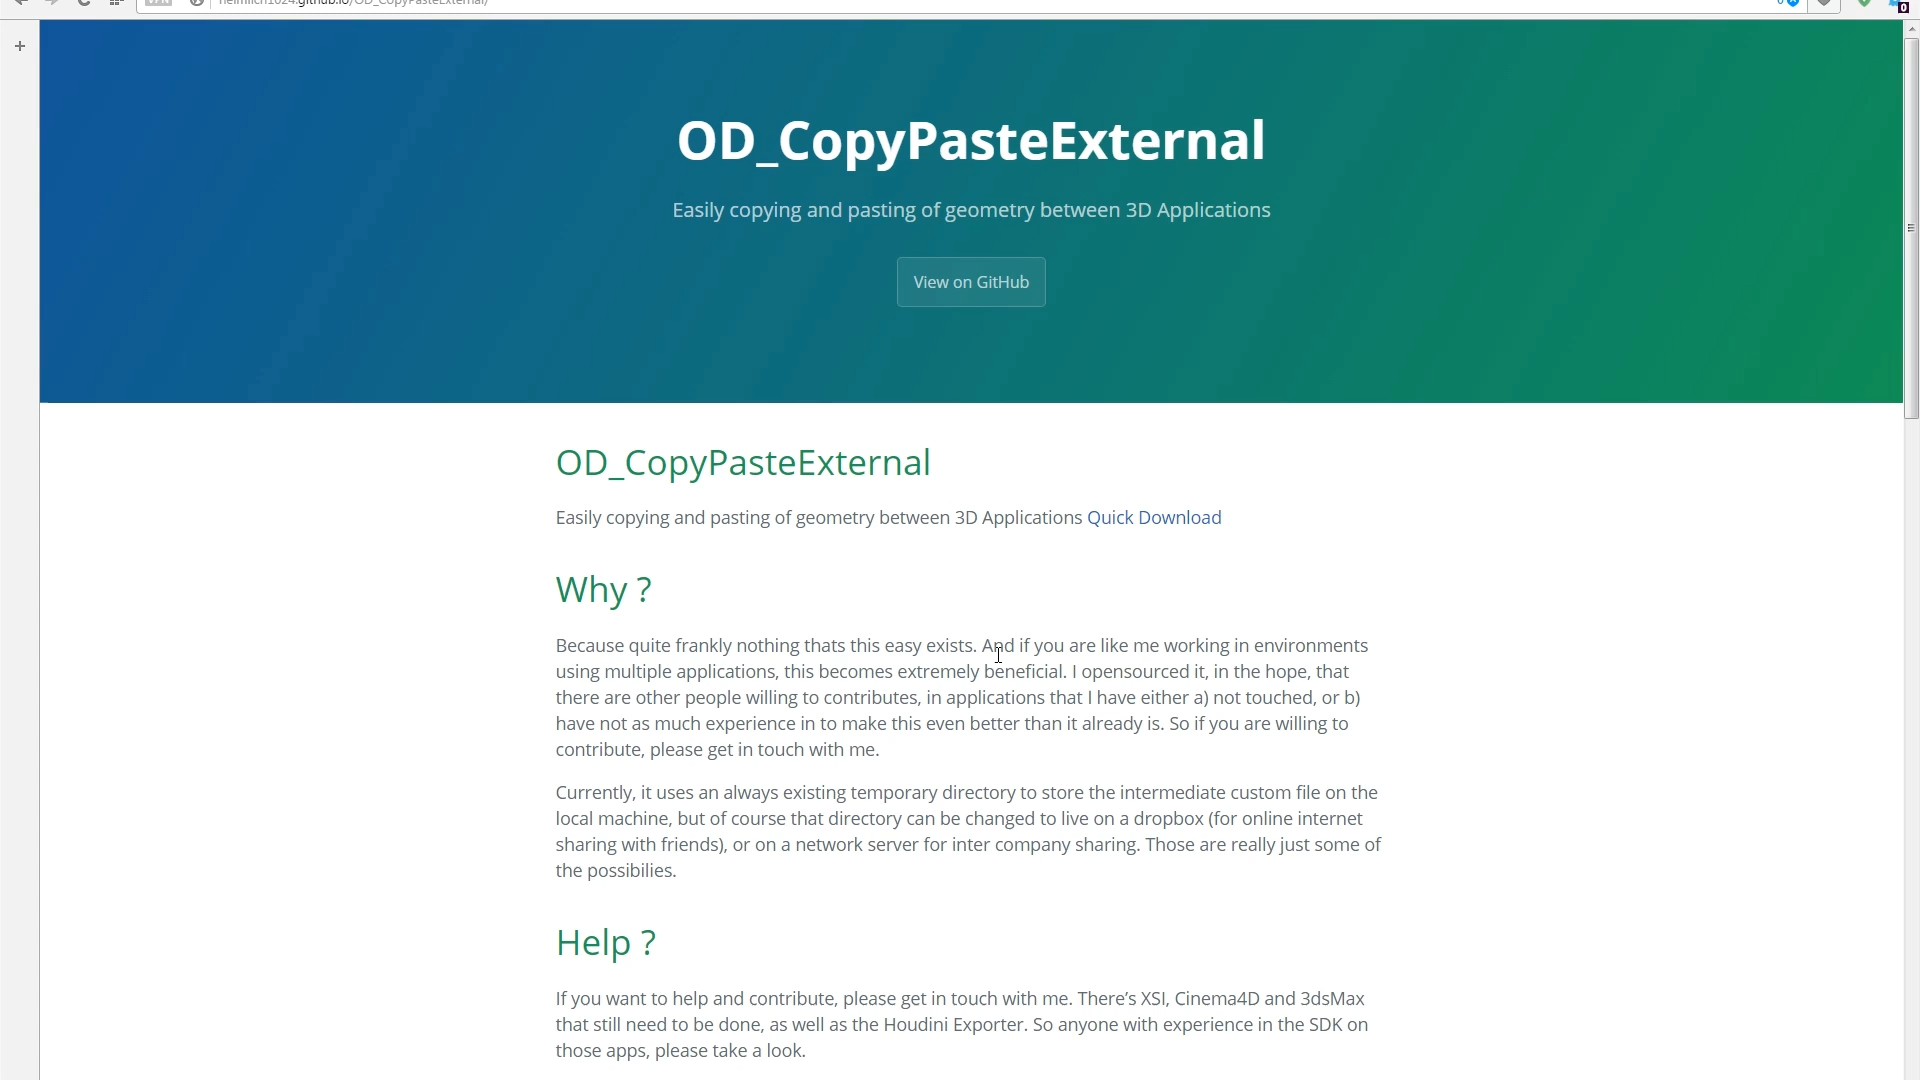 heimlich1024.github.io/OD_CopyPasteExternal/
0
OD_CopyPasteExternal
Easily copying and pasting of geometry between 3D Applications
View on GitHub
OD_CopyPasteExternal
Easily copying and pasting of geometry between 3D Applications Quick Download
Why ?
Because quite frankly nothing thats this easy exists. And if you are like me working in environments
using multiple applications, this becomes extremely beneficial. I opensourced it, in the hope, that
there are other people willing to contributes, in applications that I have either a) not touched, or b)
have not as much experience in to make this even better than it already is. So if you are willing to
contribute, please get in touch with me.
Currently, it uses an always existing temporary directory to store the intermediate custom file on the
local machine, but of course that directory can be changed to live on a dropbox (for online internet
sharing with friends), or on a network server for inter company sharing. Those are really just some of
the possibilies.
Help ?
If you want to help and contribute, please get in touch with me. There’s XSI, Cinema4D and 3dsMax
that still need to be done, as well as the Houdini Exporter. So anyone with experience in the SDK on
those apps, please take a look.